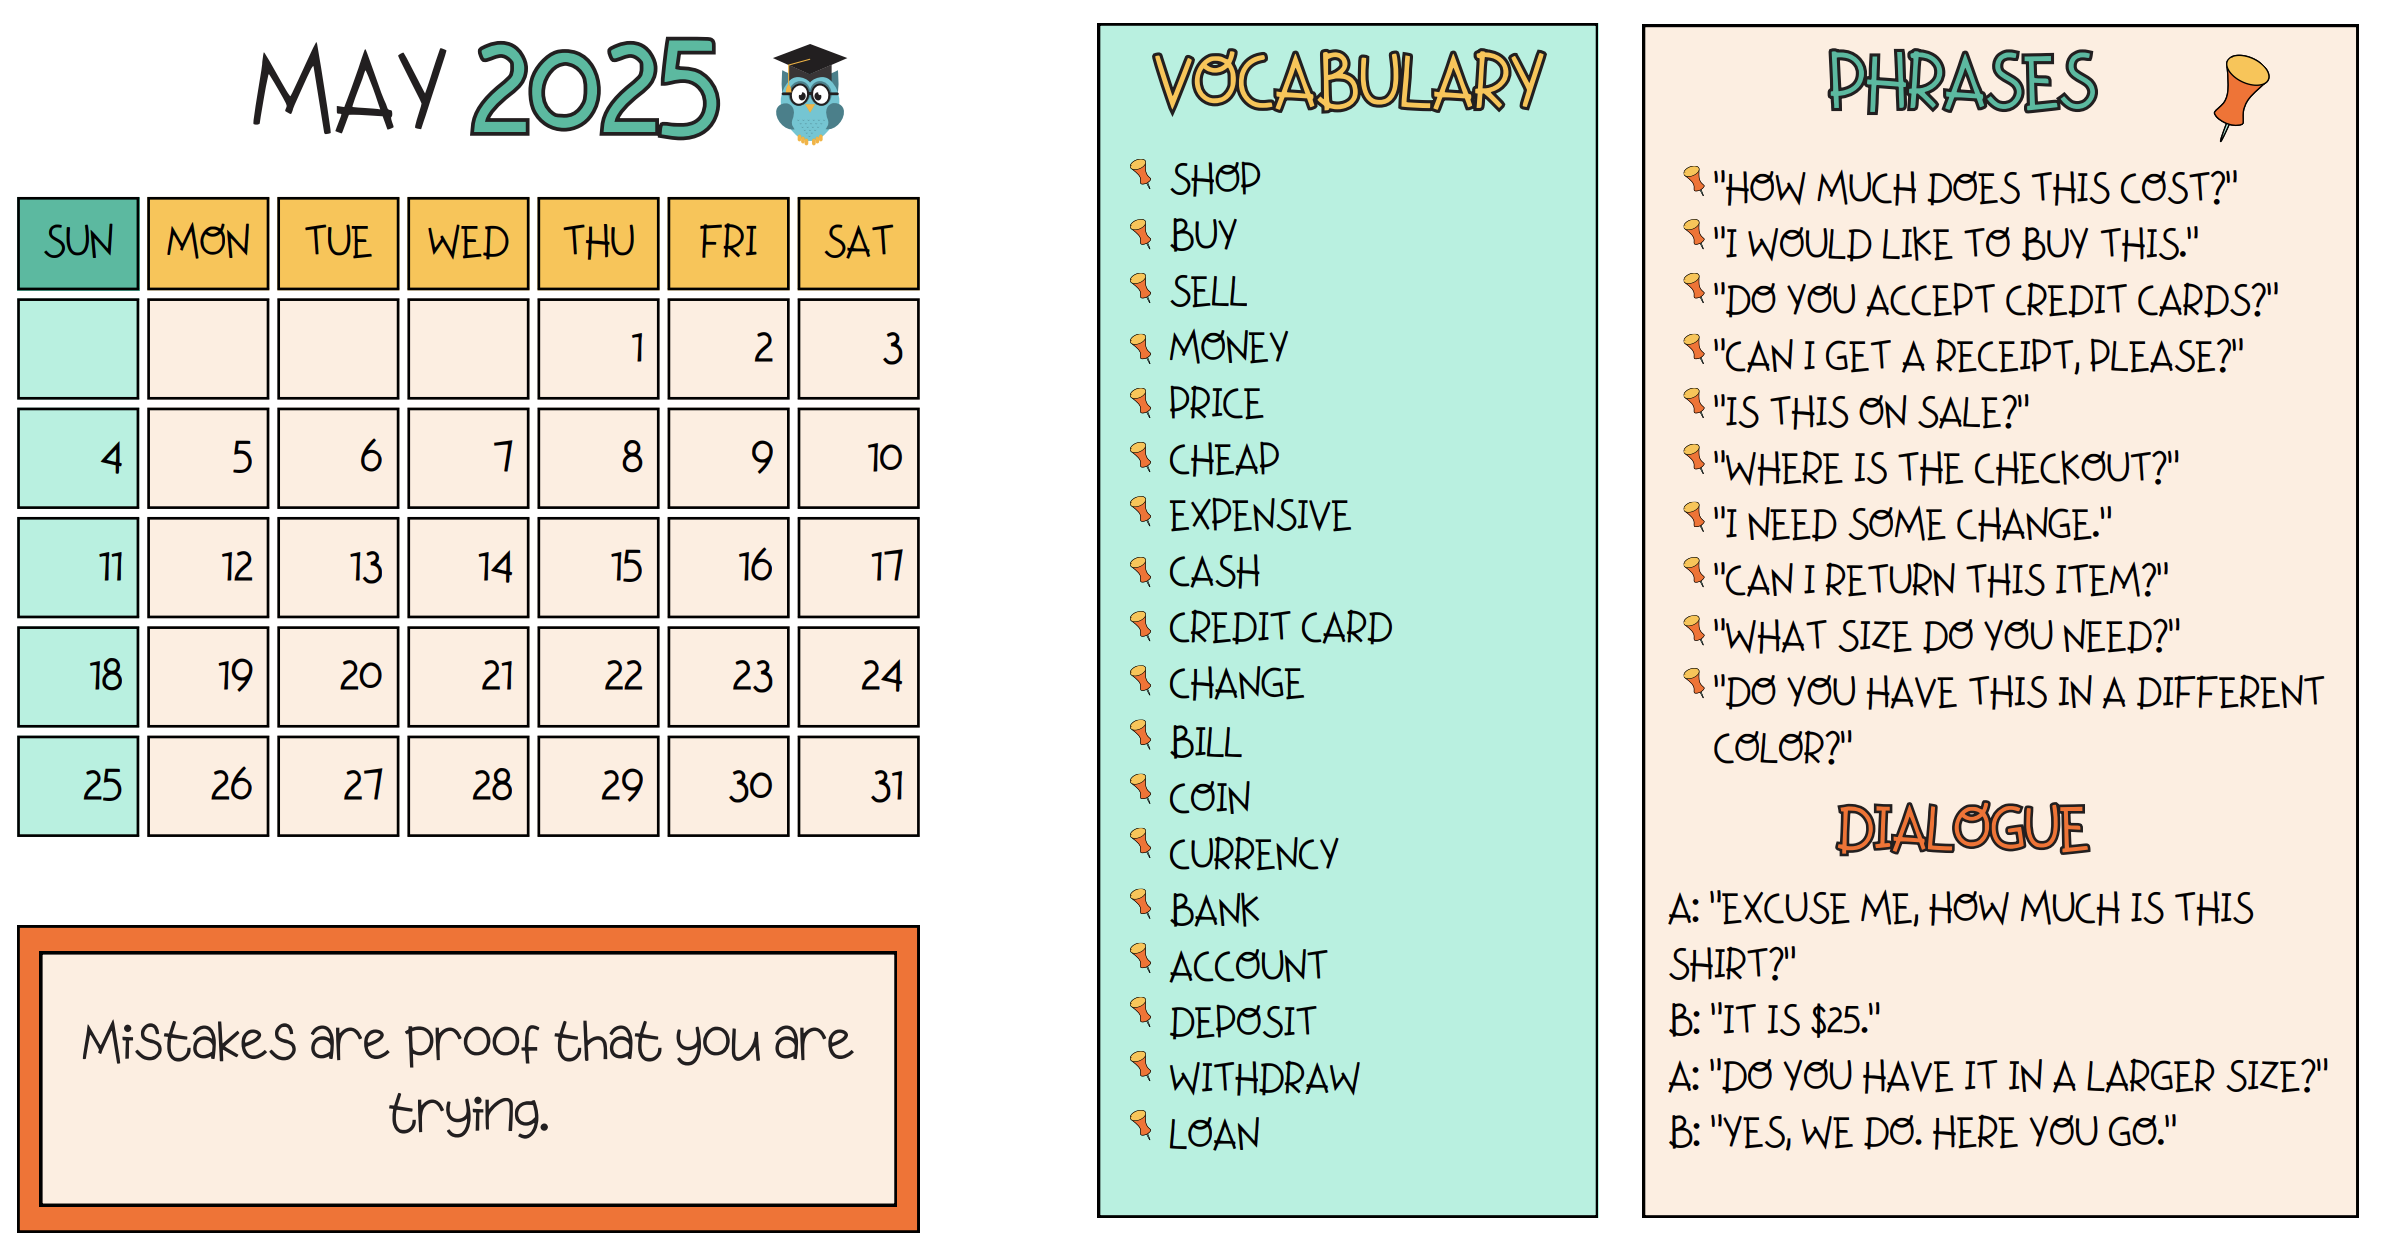 MAY 2025
SUN MON TUE WED THU FRI SAT
1 2 3
4 5 6 7 8 9 10
11 12 13 14 15 16 17
18 19 20 21 22 23 24
25 26 27 28 29 30 31
Mistakes are proof that you are
trying.
VOCABULARY
SHOP
BUY
SELL
MONEY
PRICE
CHEAP
EXPENSIVE
CASH
CREDIT CARD
CHANGE
BILL
COIN
CURRENCY
BANK
ACCOUNT
DEPOSIT
WITHDRAW
LOAN
PHRASES
"HOW MUCH DOES THIS COST?"
"I WOULD LIKE TO BUY THIS."
"DO YOU ACCEPT CREDIT CARDS?"
"CAN I GET A RECEIPT, PLEASE?"
"IS THIS ON SALE?"
"WHERE IS THE CHECKOUT?"
"I NEED SOME CHANGE."
"CAN I RETURN THIS ITEM?"
"WHAT SIZE DO YOU NEED?"
"DO YOU HAVE THIS IN A DIFFERENT
COLOR?"
DIALOGUE
A: "EXCUSE ME, HOW MUCH IS THIS
SHIRT?"
B: "IT IS $25."
A: "DO YOU HAVE IT IN A LARGER SIZE?"
B: "YES, WE DO. HERE YOU GO."